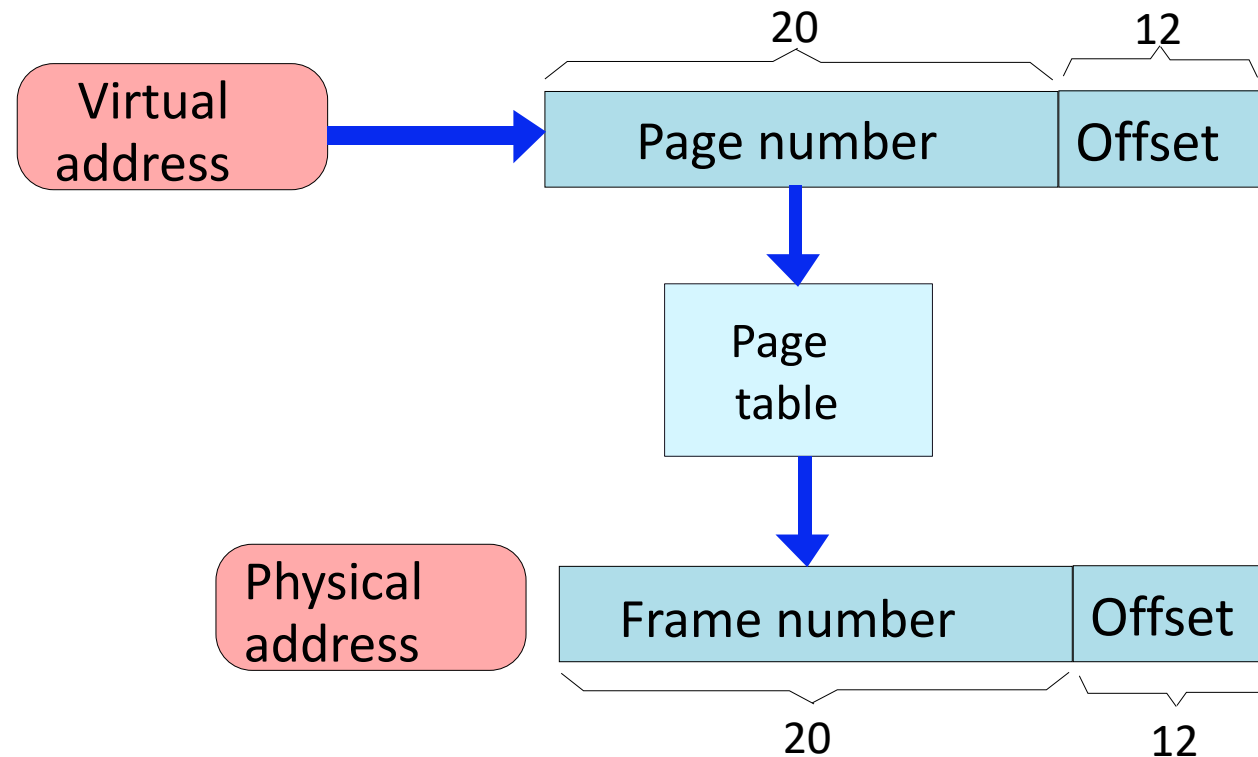 20
12
Virtual
address
Page number
Offset
Page
table
Physical
address
Frame number
Offset
20
12